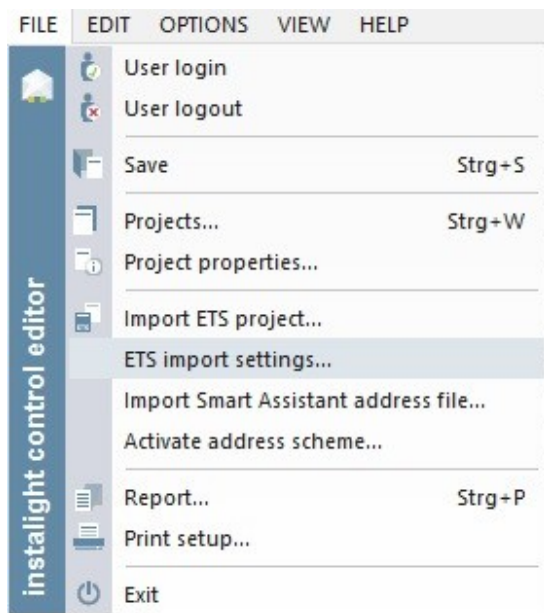 FILE EDIT OPTIONS VIEW HELP
User login
User logout
Save Strg+S
Projects... Strg+W
Project properties...
Import ETS project...
ETS import settings...
Import Smart Assistant address file...
Activate address scheme...
Report... Strg+P
Print setup...
Exit
instalight control editor